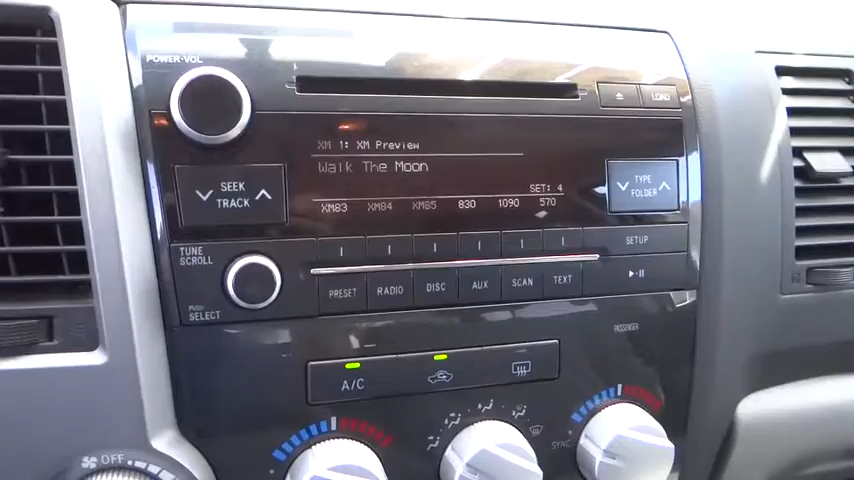 POWER•VOL
LOAD
XM 1: XM Preview
WALK THE MOON
SET: 4
XM83 XM84 XM85 830 1090 570
SEEK
TRACK
TYPE
FOLDER
TUNE
SCROLL
SETUP
PRESET RADIO DISC AUX SCAN TEXT
PUSH
SELECT
PASSENGER
A/C
SYNC
OFF